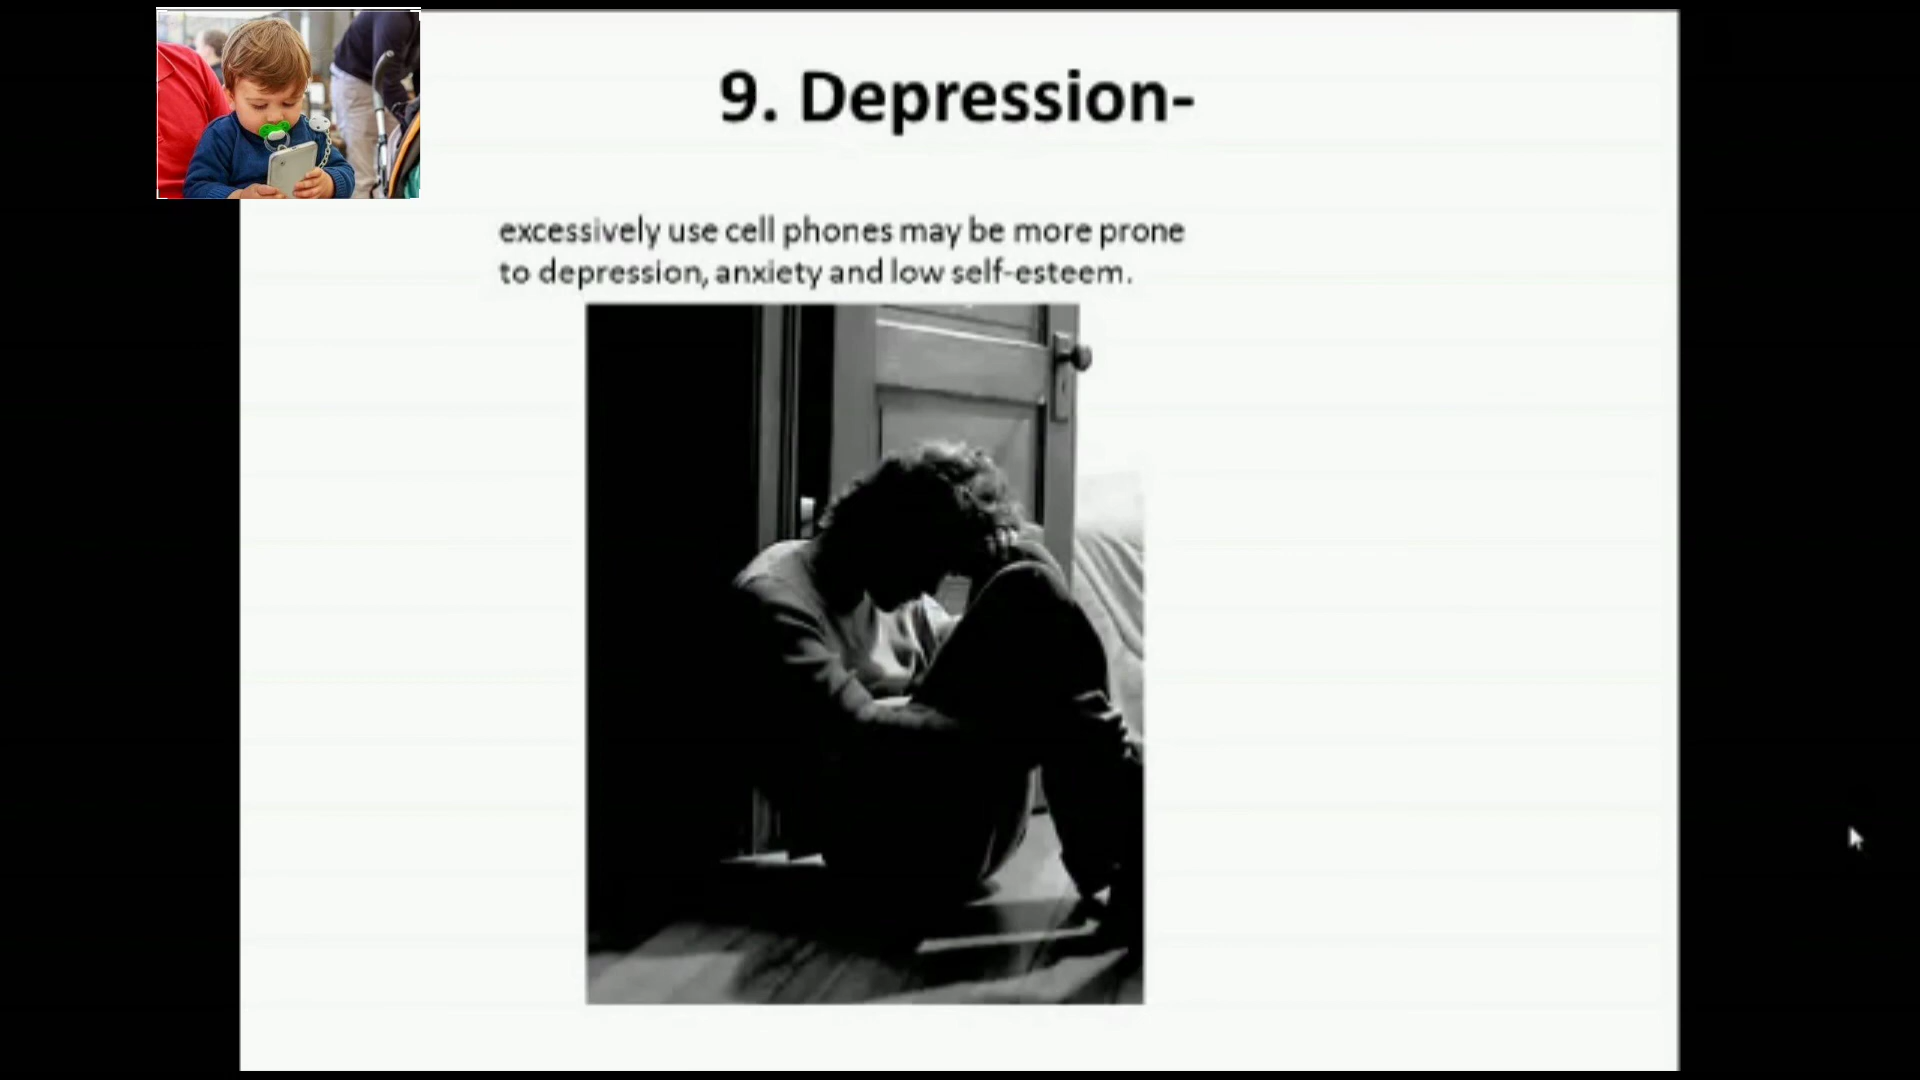 9. Depression-
excessively use cell phones may be more prone
to depression, anxiety and low self-esteem.